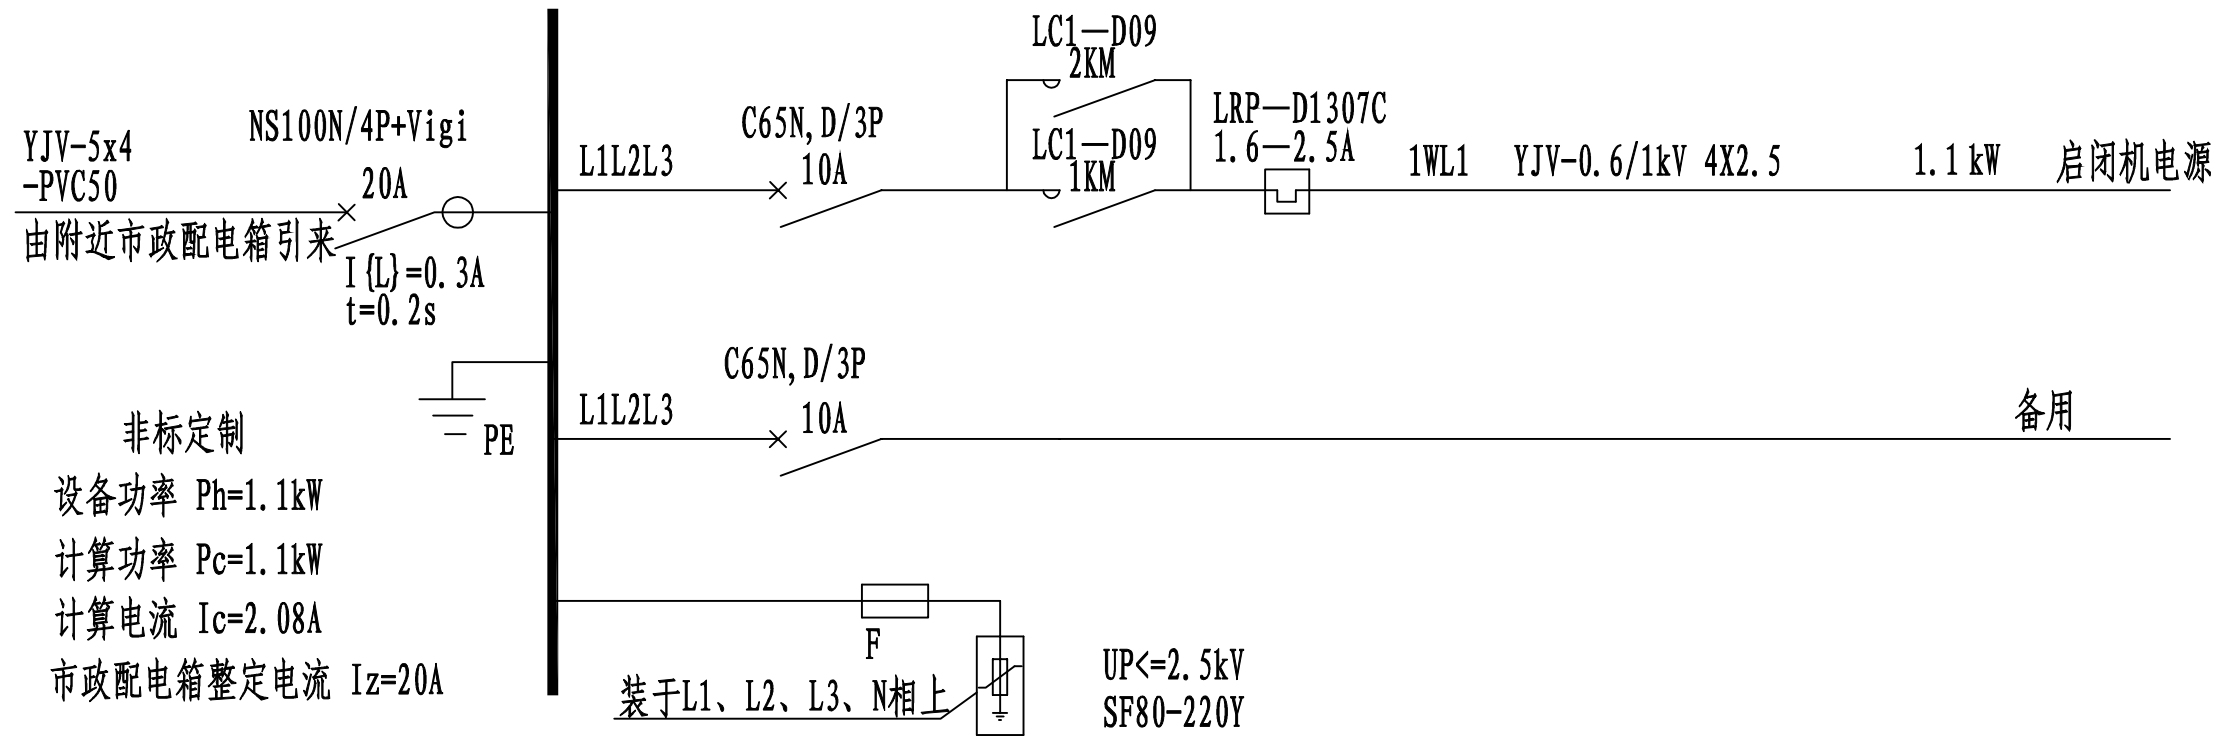 YJV-5x4
-PVC50
由附近市政配电箱引来
NS100N/4P+Vigi
20A
I{L}=0.3A
t=0.2s
PE
非标定制
设备功率 Ph=1.1kW
计算功率 Pc=1.1kW
计算电流 Ic=2.08A
市政配电箱整定电流 Iz=20A
L1L2L3
C65N,D/3P
10A
LC1—D09
2KM
LC1—D09
1KM
LRP—D1307C
1.6—2.5A
1WL1
YJV-0.6/1kV 4X2.5
1.1kW
启闭机电源
L1L2L3
C65N,D/3P
10A
备用
F
装于L1、L2、L3、N相上
UP<=2.5kV
SF80-220Y